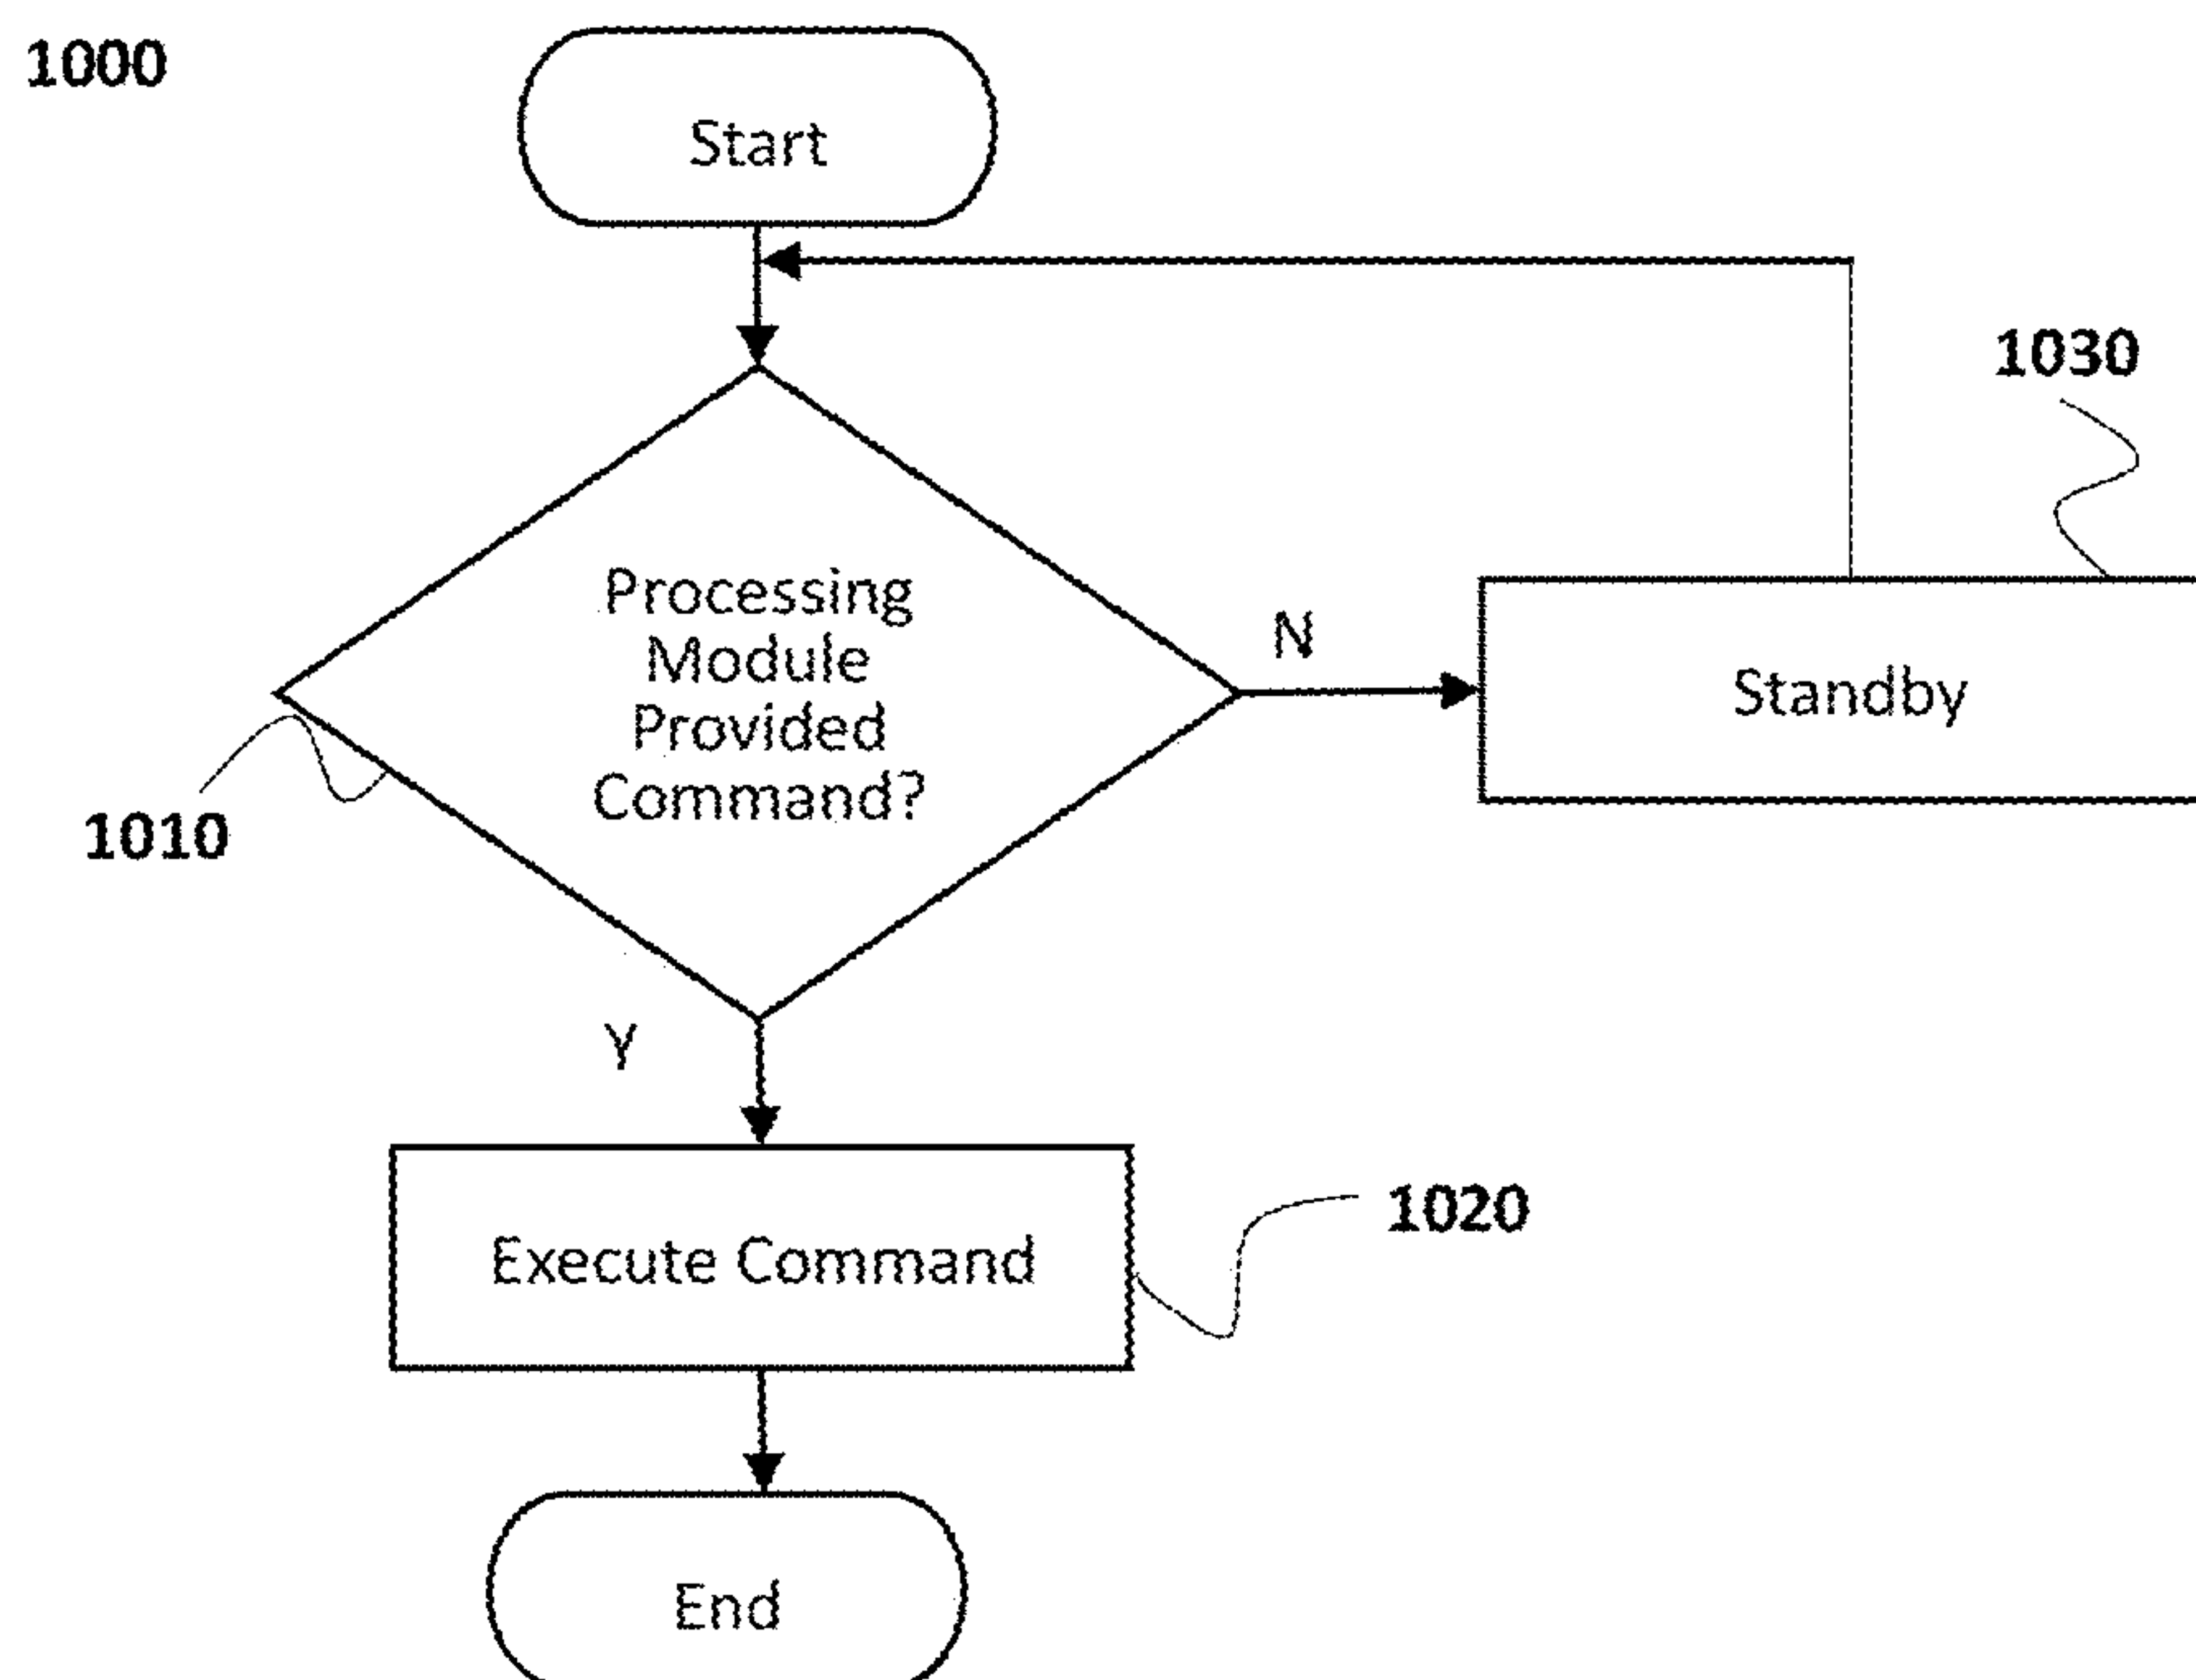 1000
Start
1030
Processing
Module
Provided
Command?
N
Standby
1010
Y
Execute Command
1020
End